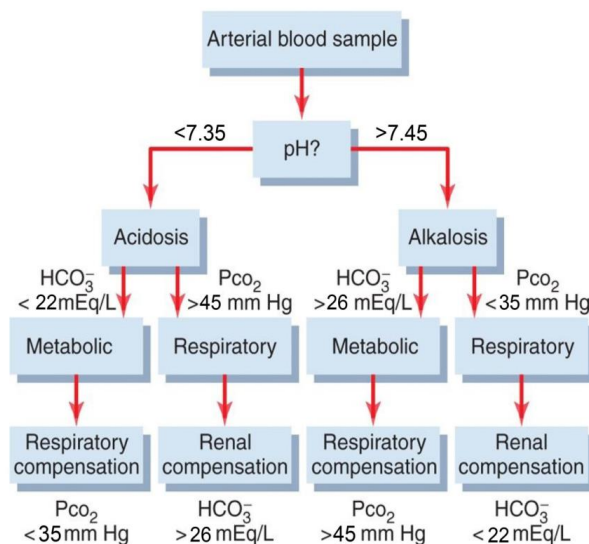 Arterial blood sample
<7.35
pH?
>7.45
Acidosis
Alkalosis
HCO₃⁻
< 22 mEq/L
Pco₂
>45 mm Hg
HCO₃⁻
>26 mEq/L
Pco₂
<35 mm Hg
Metabolic
Respiratory
Metabolic
Respiratory
Respiratory
compensation
Renal
compensation
Respiratory
compensation
Renal
compensation
Pco₂
<35 mm Hg
HCO₃⁻
>26 mEq/L
Pco₂
>45 mm Hg
HCO₃⁻
<22 mEq/L